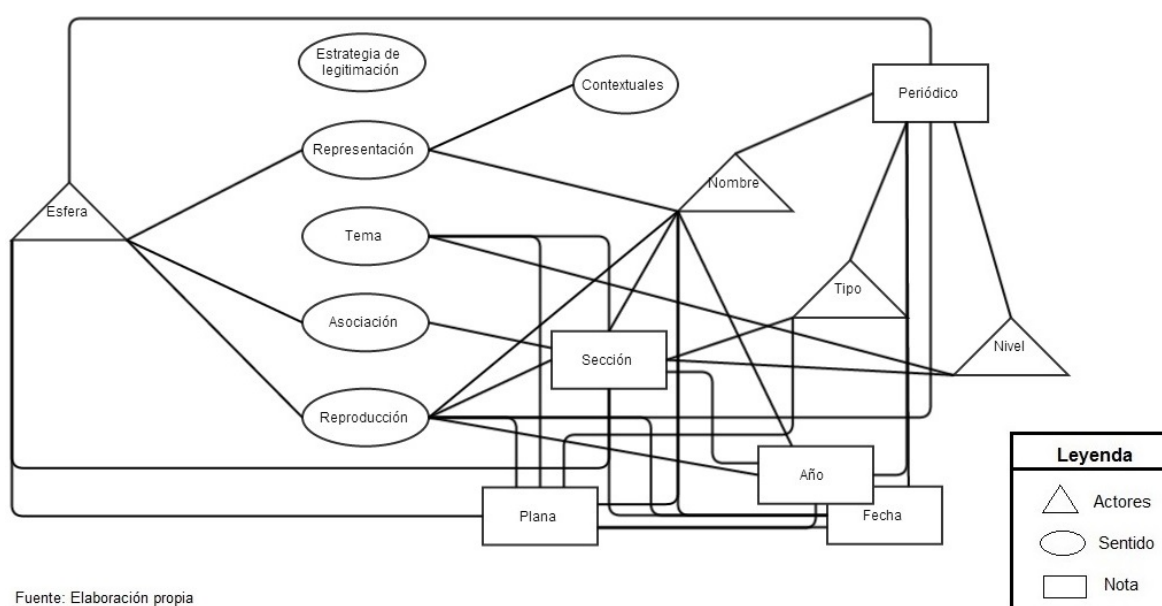 Estrategia de
legitimación
Contextuales
Periódico
Representación
Nombre
Esfera
Tema
Tipo
Asociación
Sección
Nivel
Reproducción
Año
Plana
Fecha
Leyenda
Actores
Sentido
Nota
Fuente: Elaboración propia